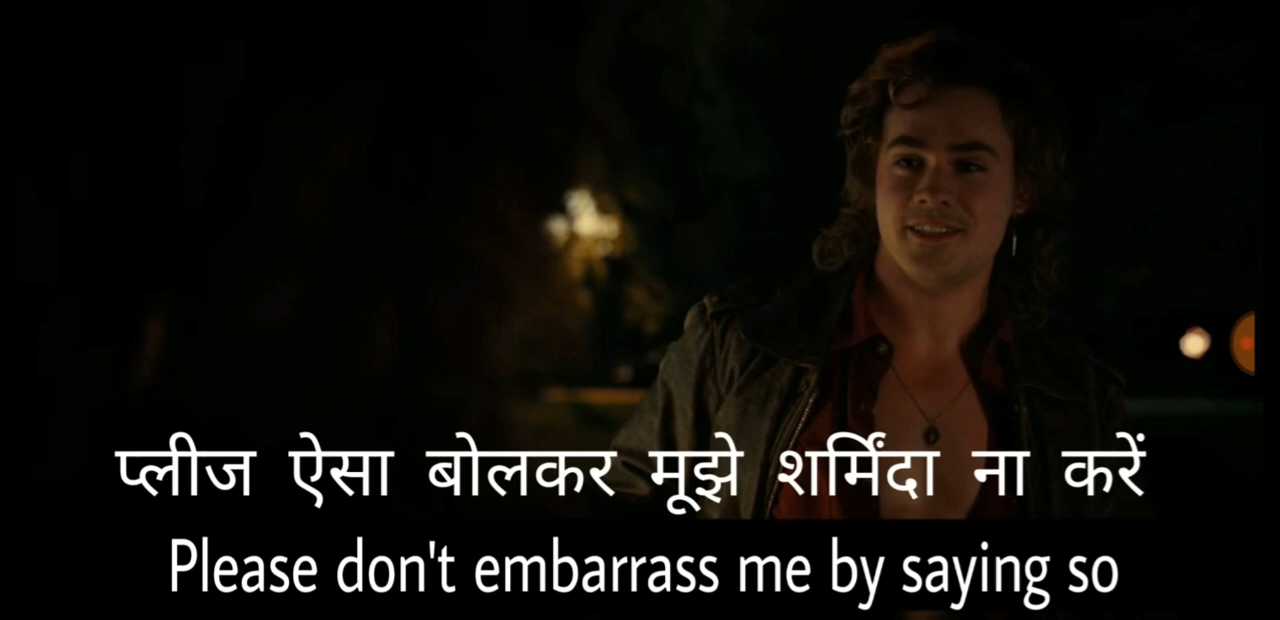 प्लीज ऐसा बोलकर मूझे शर्मिंदा ना करें
Please don't embarrass me by saying so